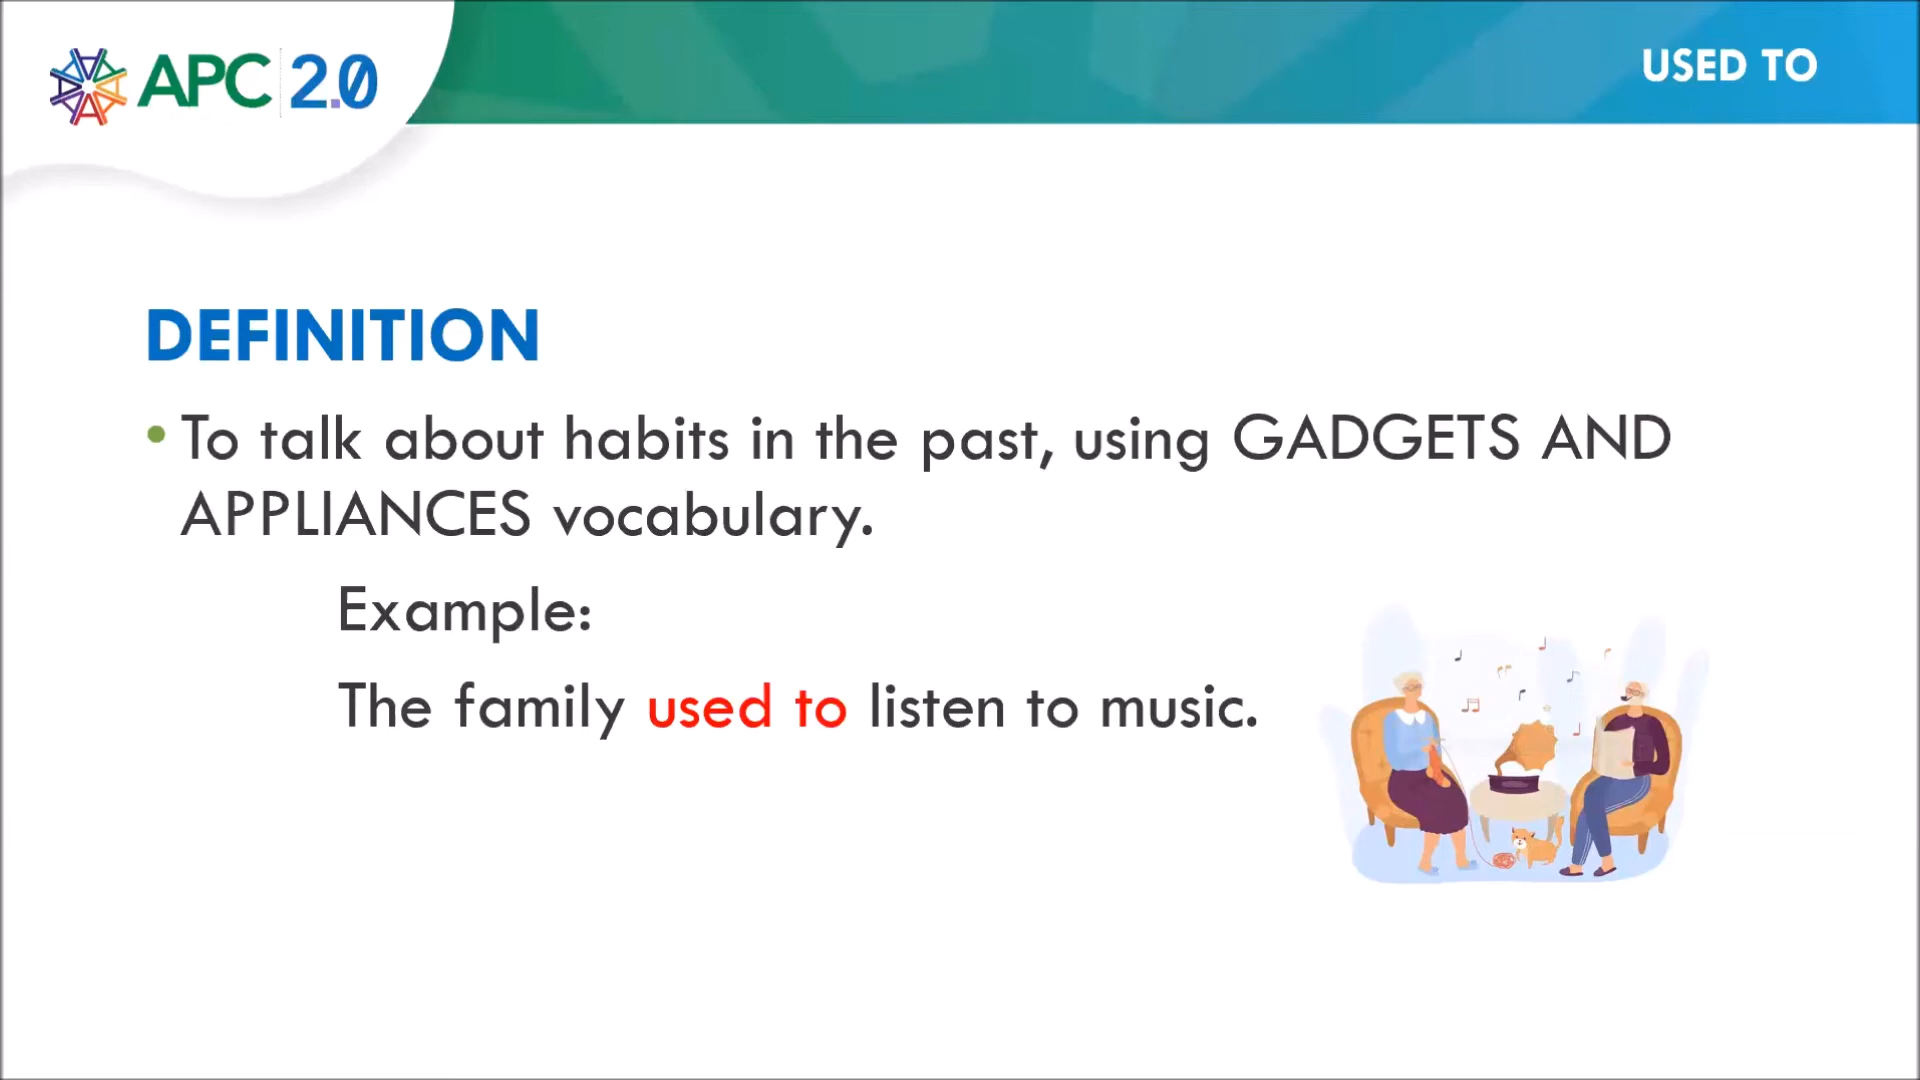 APC 2.0
USED TO
DEFINITION
• To talk about habits in the past, using GADGETS AND
APPLIANCES vocabulary.
Example:
The family used to listen to music.